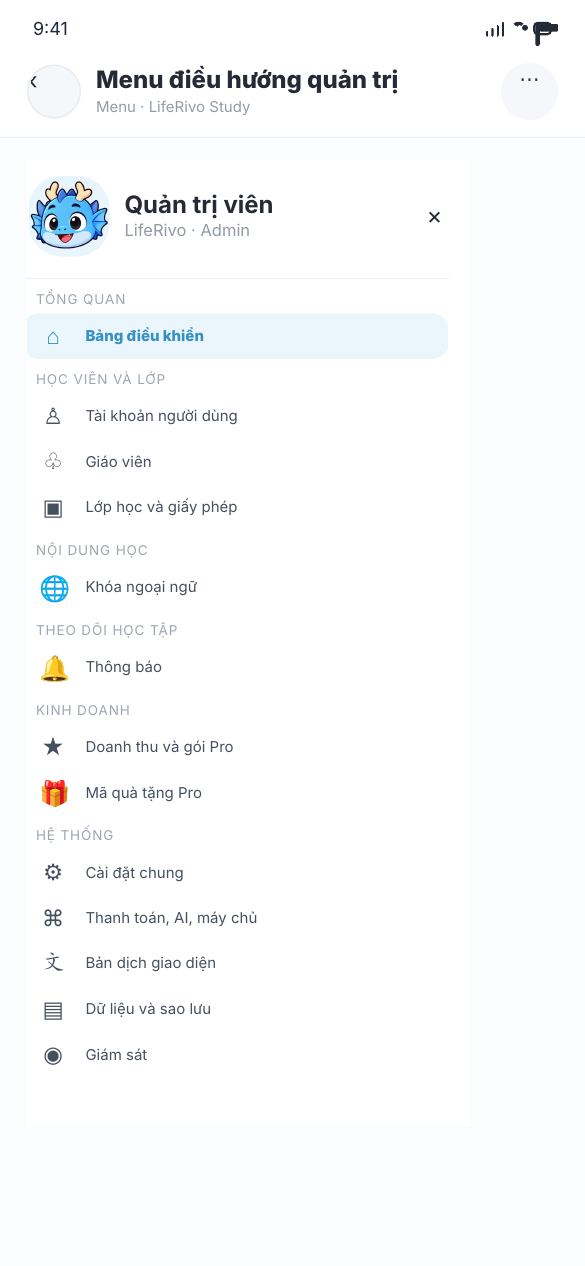 9:41
Menu điều hướng quản trị
Menu · LifeRivo Study
Quản trị viên
LifeRivo · Admin
TỔNG QUAN
Bảng điều khiển
HỌC VIÊN VÀ LỚP
Tài khoản người dùng
Giáo viên
Lớp học và giấy phép
NỘI DUNG HỌC
Khóa ngoại ngữ
THEO DÕI HỌC TẬP
Thông báo
KINH DOANH
Doanh thu và gói Pro
Mã quà tặng Pro
HỆ THỐNG
Cài đặt chung
Thanh toán, AI, máy chủ
文 Bản dịch giao diện
Dữ liệu và sao lưu
Giám sát